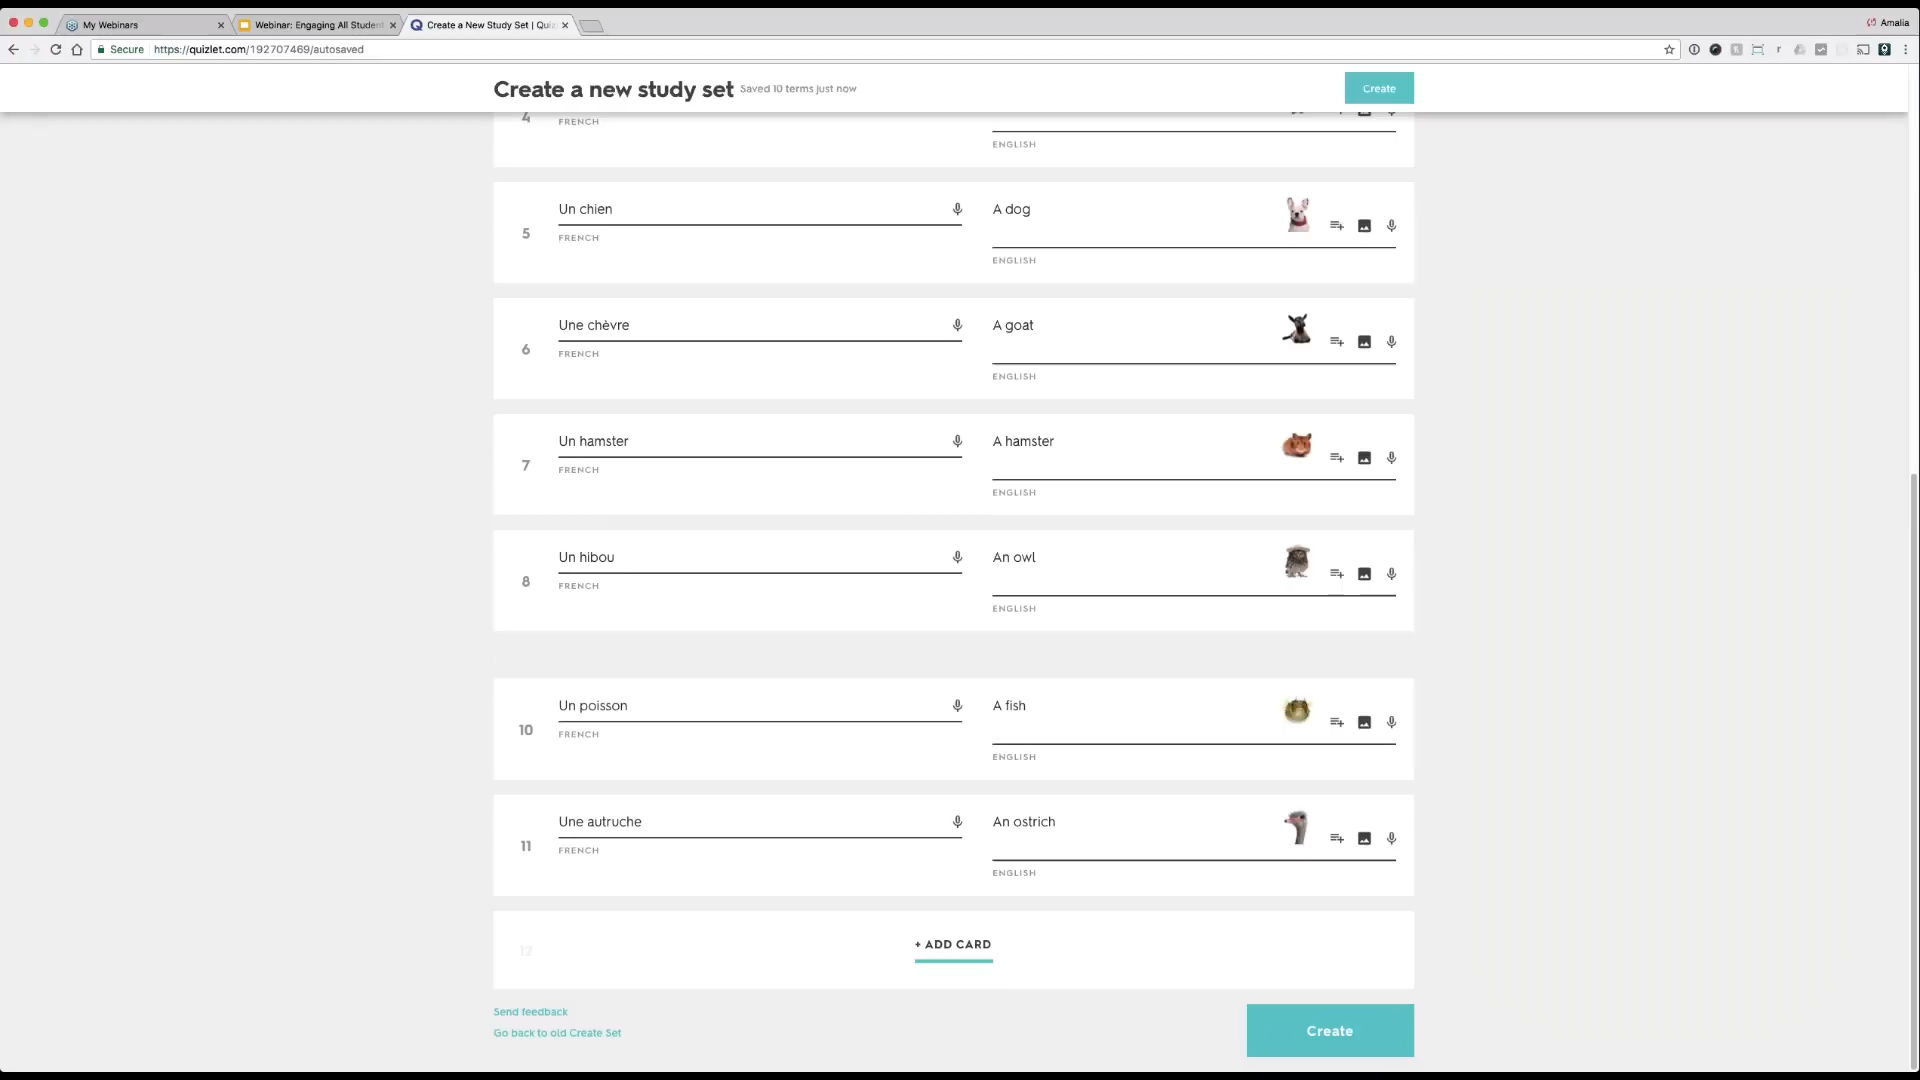 My Webinars
Webinar: Engaging All Student
Create a New Study Set | Quiz
Amalia
Secure https://quizlet.com/192707469/autosaved
Create a new study set Saved 10 terms just now
Create
4
FRENCH
ENGLISH
5
Un chien
FRENCH
A dog
ENGLISH
6
Une chèvre
FRENCH
A goat
ENGLISH
7
Un hamster
FRENCH
A hamster
ENGLISH
8
Un hibou
FRENCH
An owl
ENGLISH
10
Un poisson
FRENCH
A fish
ENGLISH
11
Une autruche
FRENCH
An ostrich
ENGLISH
12
+ ADD CARD
Send feedback
Go back to old Create Set
Create